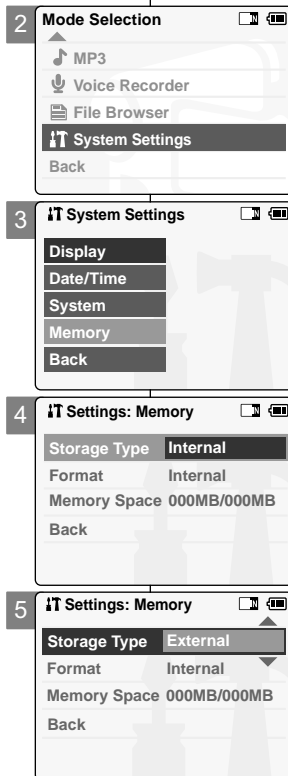 2
Mode Selection
MP3
Voice Recorder
File Browser
System Settings
Back
3
System Settings
Display
Date/Time
System
Memory
Back
4
Settings: Memory
Storage Type Internal
Format Internal
Memory Space 000MB/000MB
Back
5
Settings: Memory
Storage Type External
Format Internal
Memory Space 000MB/000MB
Back